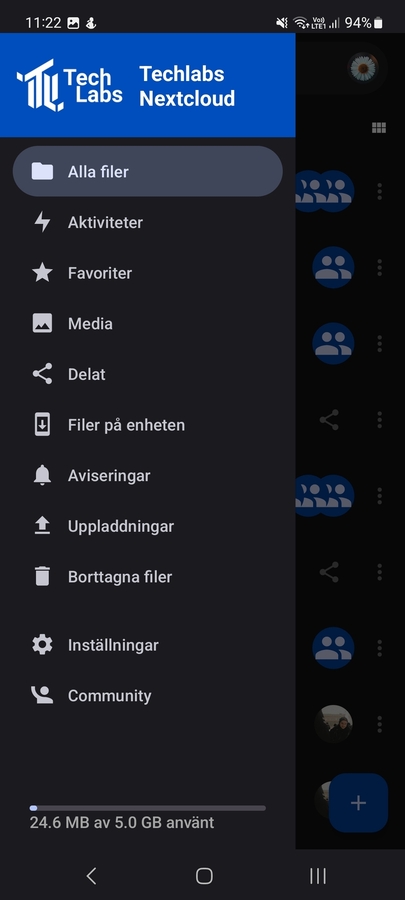 11:22
Vo))
LTE1
94%
Tech
Labs
Techlabs
Nextcloud
Alla filer
Aktiviteter
Favoriter
Media
Delat
Filer på enheten
Aviseringar
Uppladdningar
Borttagna filer
Inställningar
Community
24.6 MB av 5.0 GB använt